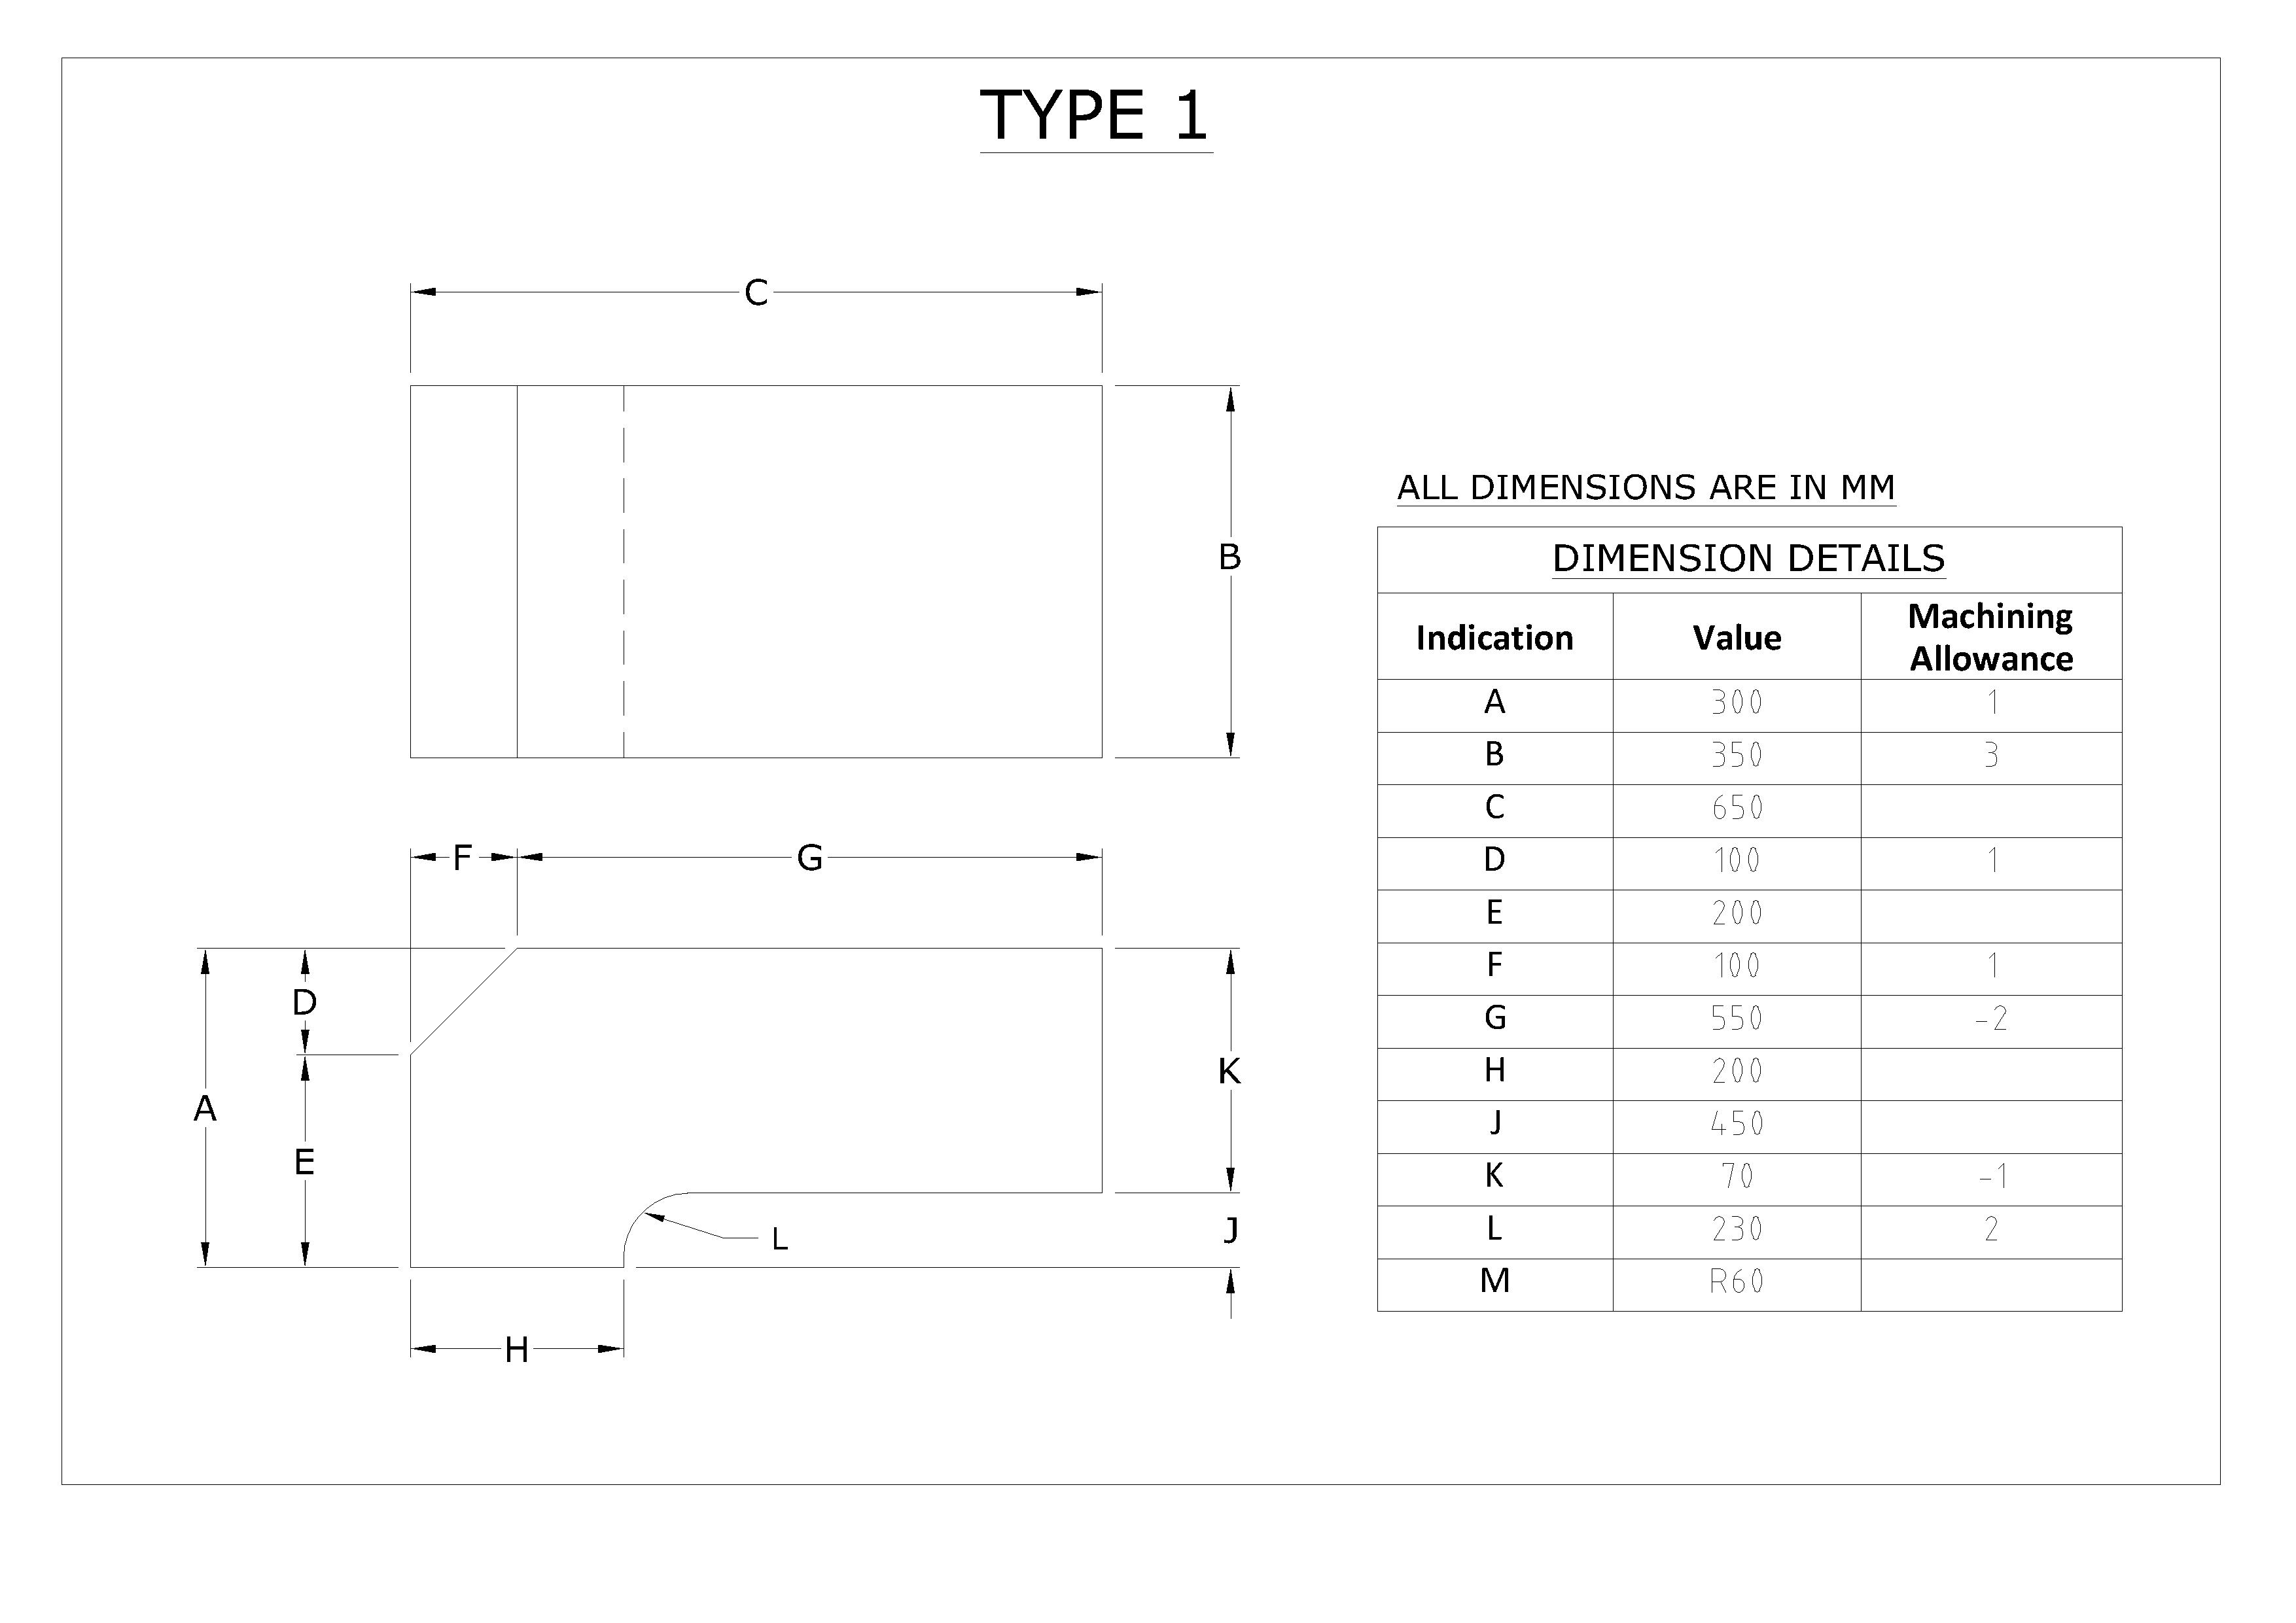 TYPE 1
C
B
F
G
D
A
E
K
J
L
H
ALL DIMENSIONS ARE IN MM
DIMENSION DETAILS
Indication Value Machining Allowance
A 300 1
B 350 3
C 650
D 100 1
E 200
F 100 1
G 550 -2
H 200
J 450
K 70 -1
L 230 2
M R60